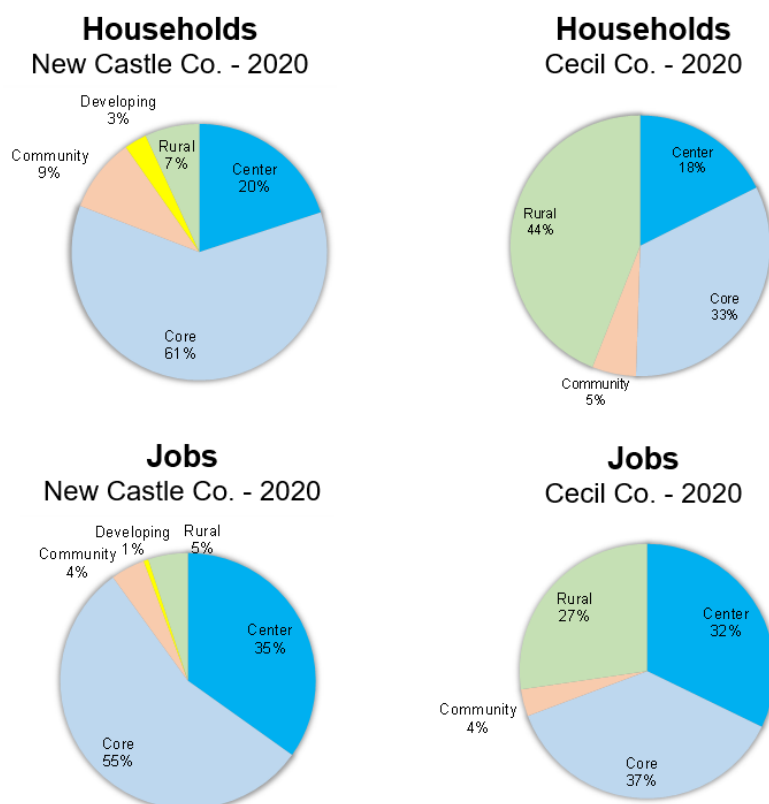 Households
New Castle Co. - 2020
Developing
3%
Community
9%
Rural
7%
Center
20%
Core
61%
Households
Cecil Co. - 2020
Center
18%
Rural
44%
Core
33%
Community
5%
Jobs
New Castle Co. - 2020
Developing
1%
Rural
5%
Community
4%
Center
35%
Core
55%
Jobs
Cecil Co. - 2020
Rural
27%
Center
32%
Community
4%
Core
37%